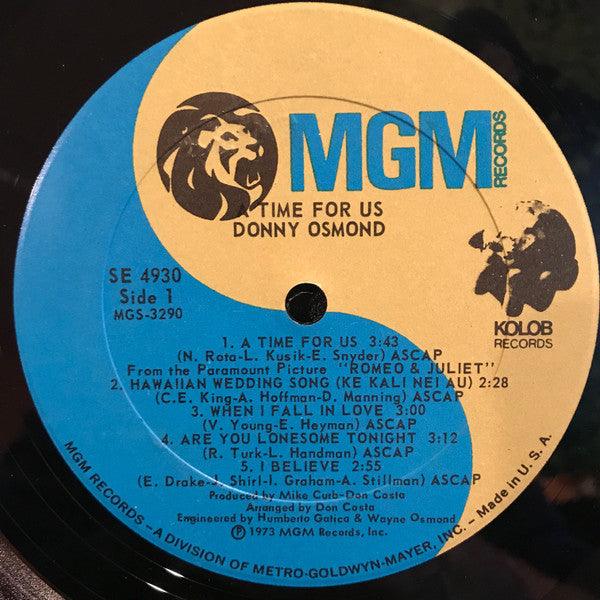 MGM
RECORDS
A TIME FOR US
DONNY OSMOND
SE 4930
Side 1
MGS-3290
KOLOB
RECORDS
1. A TIME FOR US 3:43
(N. Rota-L. Kusik-E. Snyder) ASCAP
From the Paramount Picture "ROMEO & JULIET"
2. HAWAIIAN WEDDING SONG (KE KALI NEI AU) 2:28
(C.E. King-A. Hoffman-D. Manning) ASCAP
3. WHEN I FALL IN LOVE 3:00
(V. Young-E. Heyman) ASCAP
4. ARE YOU LONESOME TONIGHT 3:12
(R. Turk-L. Handman) ASCAP
5. I BELIEVE 2:55
(E. Drake-J. Shirl-I. Graham-A. Stillman) ASCAP
Produced by Mike Curb-Don Costa
Arranged by Don Costa
Engineered by Humberto Gatica & Wayne Osmond
Ⓟ 1973 MGM Records, Inc.
MGM RECORDS – A DIVISION OF METRO-GOLDWYN-MAYER, INC. – Made in U.S.A.